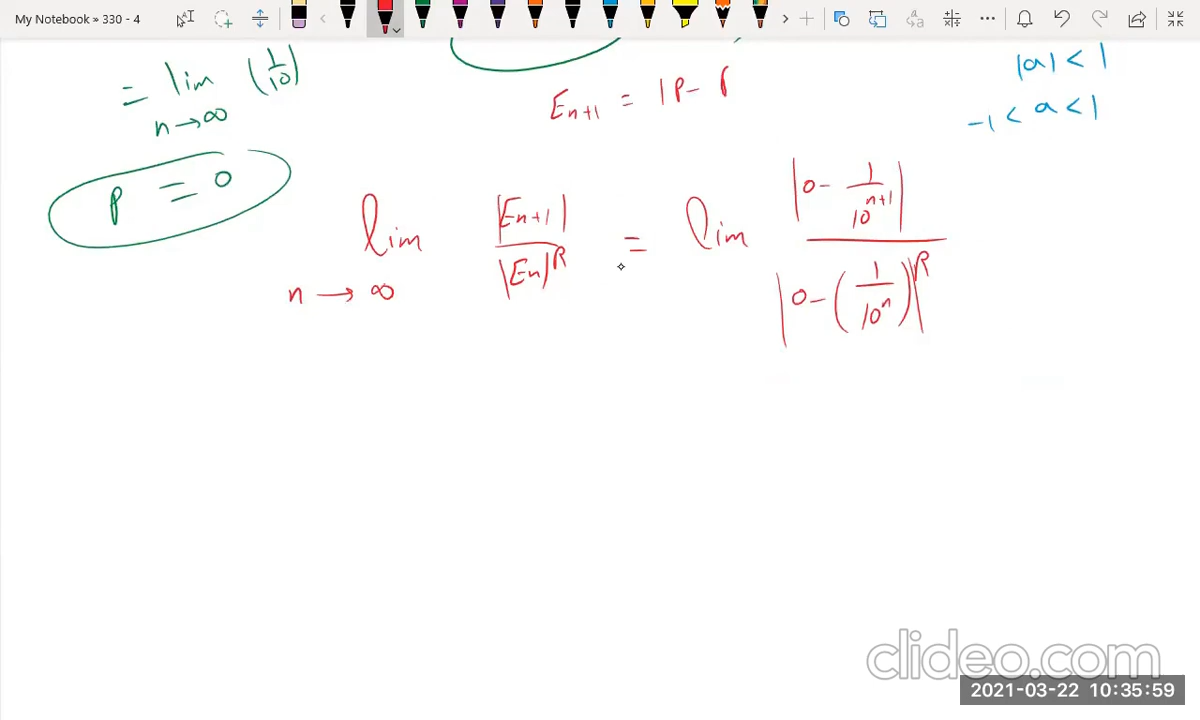 My Notebook » 330 - 4
= lim (1/10)
n → ∞
|a| < 1
-1 < a < 1
E_{n+1} = |P - P
P = 0
lim |E_{n+1}| / |E_n|^R = lim |0 - 1/10^{n+1}| / |0 - (1/10^n)|^R
n → ∞
clideo.com
2021-03-22 10:35:59